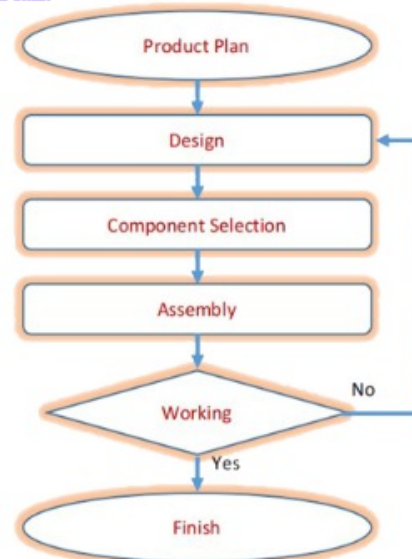 Product Plan
Design
Component Selection
Assembly
No
Working
Yes
Finish